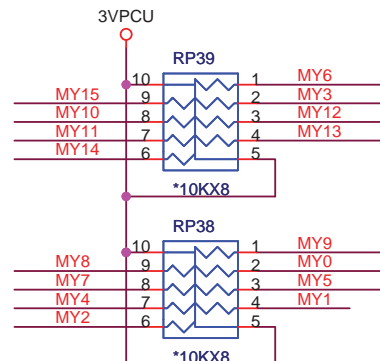 3VPCU
RP39
10 1 MY6
MY15 9 2 MY3
MY10 8 3 MY12
MY11 7 4 MY13
MY14 6 5
*10KX8
RP38
10 1 MY9
MY8 9 2 MY0
MY7 8 3 MY5
MY4 7 4 MY1
MY2 6 5
*10KX8